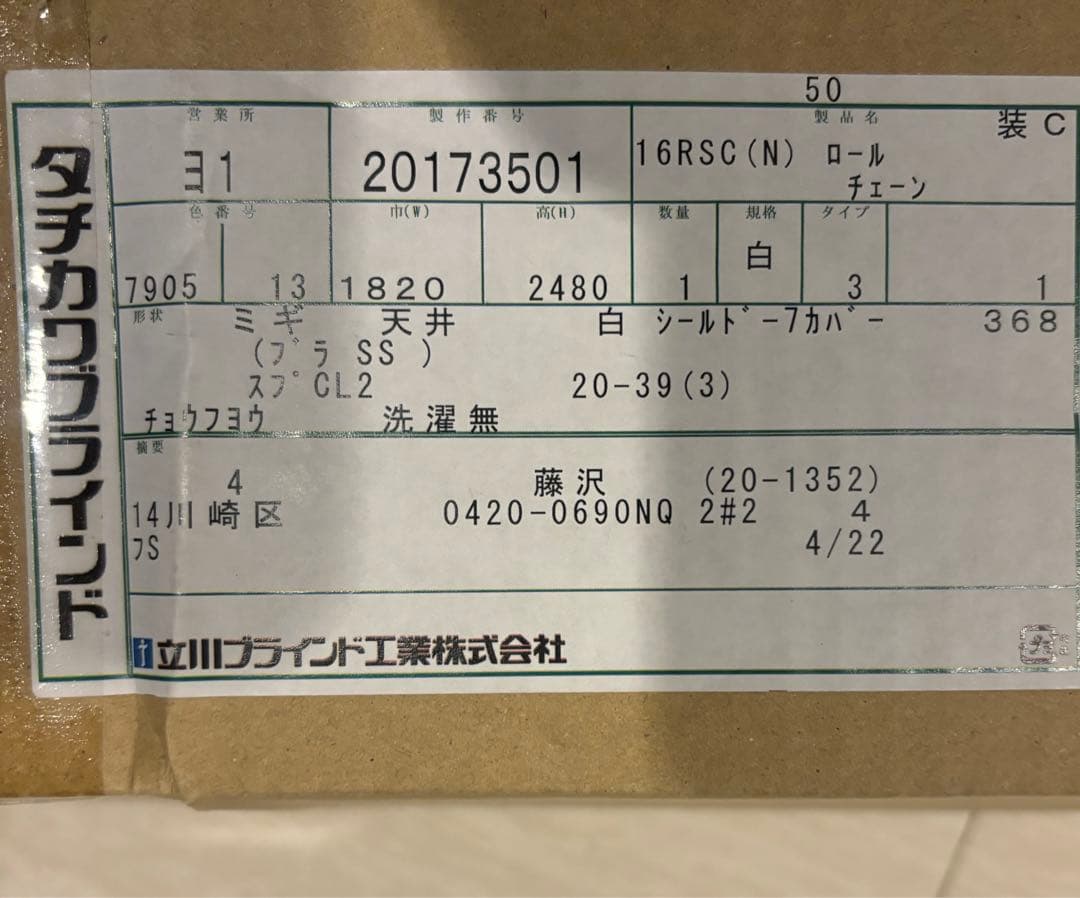 50
タチカワブラインド
営業所
製作番号
製品名
装C
ヨ1
20173501
16RSC(N) ロール
チェーン
色番号
巾(W)
高(H)
数量
規格
タイプ
7905
13
1820
2480
1
白
3
1
形状
ミギ 天井 白 シールドﾞー7カバー 368
(ブラ SS )
スプCL2 20-39(3)
チョウフヨウ 洗濯無
摘要
4 藤沢 (20-1352)
14川崎区 0420-0690NQ 2#2 4
フS 4/22
立川ブラインド工業株式会社